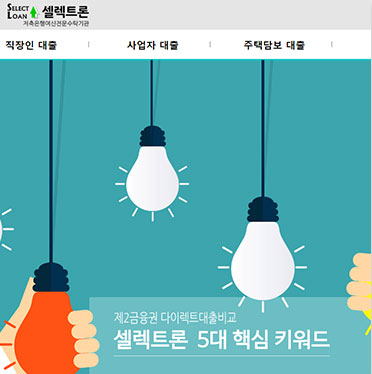 SELECT
LOAN 셀렉트론
저축은행여신전문수탁기관
직장인 대출 사업자 대출 주택담보 대출
제2금융권 다이렉트대출비교
셀렉트론 5대 핵심 키워드